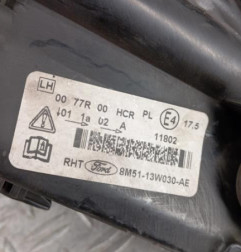 LH
00 77R 00 HCR PL E4 17.5
11802
101 1a 02 A
RHT Ford 8M51-13W030-AE